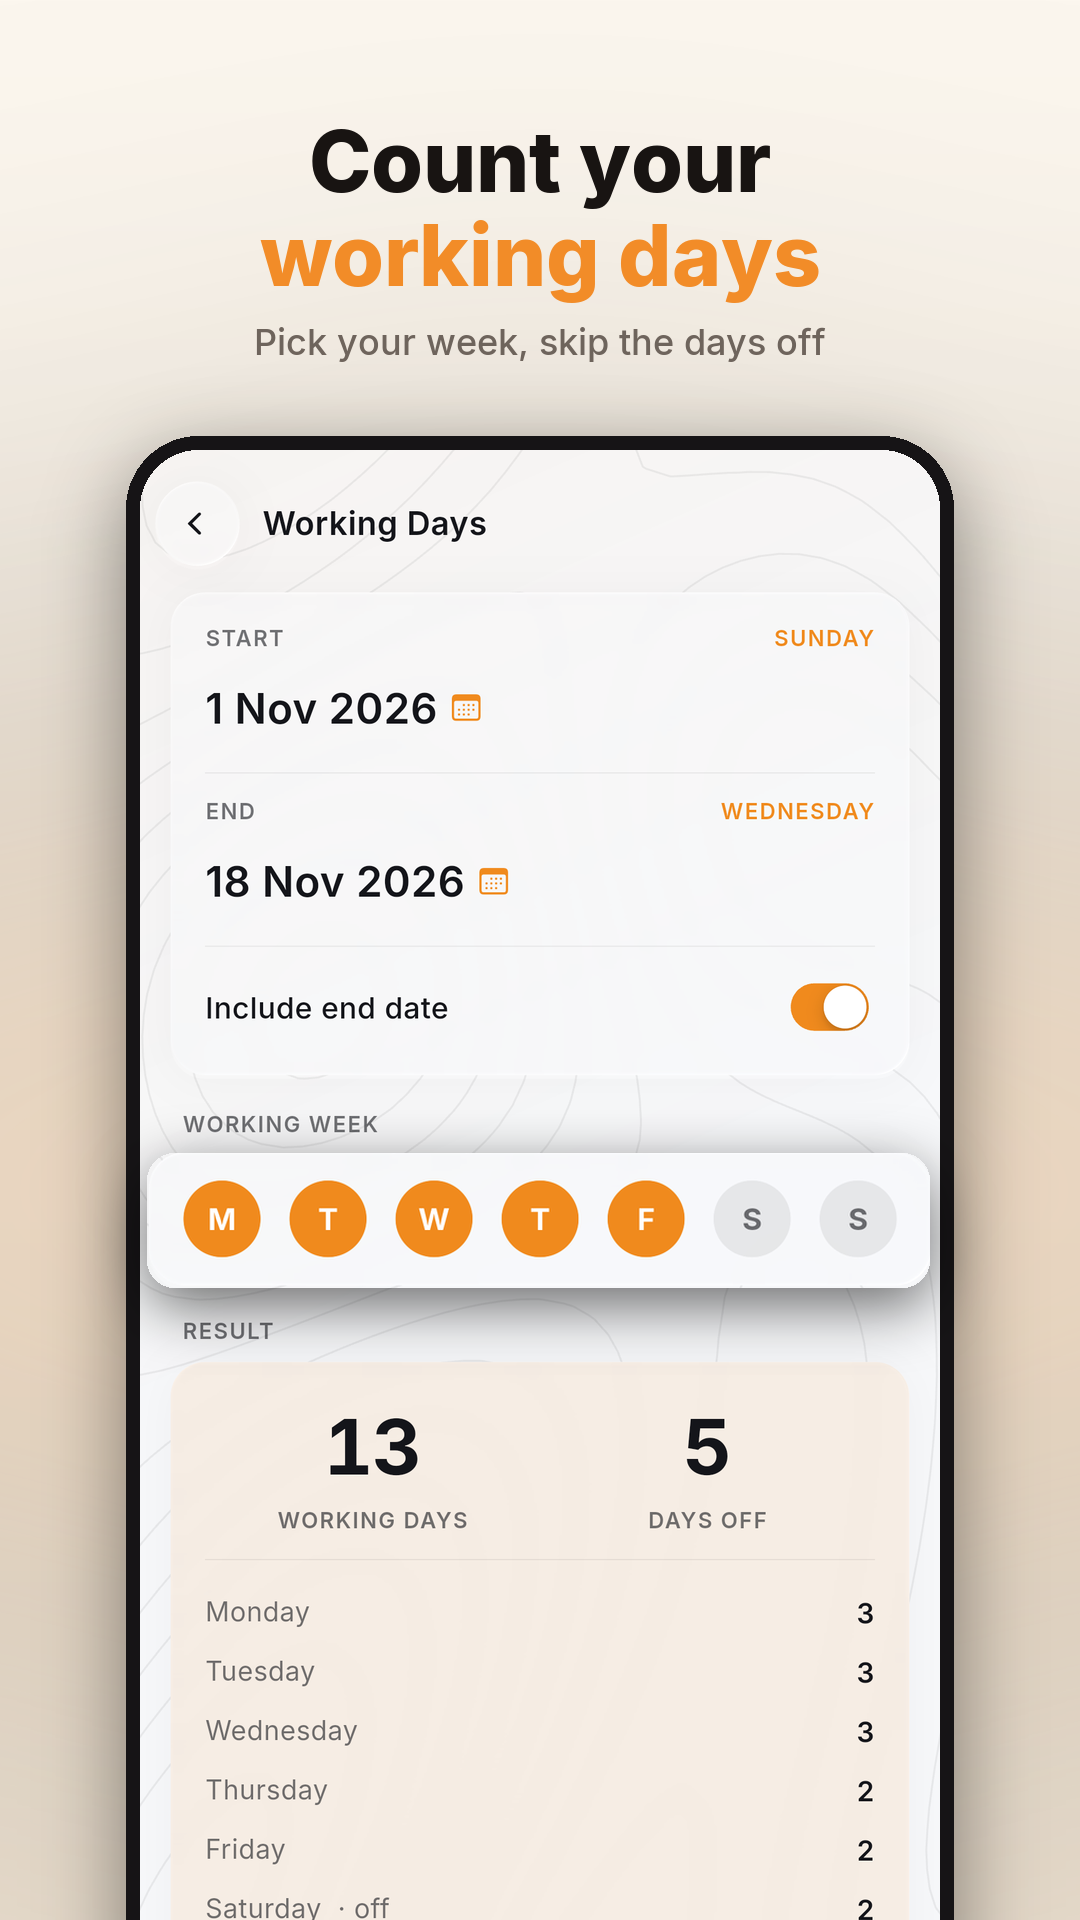 Count your
working days
Pick your week, skip the days off
Working Days
START SUNDAY
1 Nov 2026
END WEDNESDAY
18 Nov 2026
Include end date
WORKING WEEK
M T W T F S S
RESULT
13 5
WORKING DAYS DAYS OFF
Monday 3
Tuesday 3
Wednesday 3
Thursday 2
Friday 2
Saturday · off 2